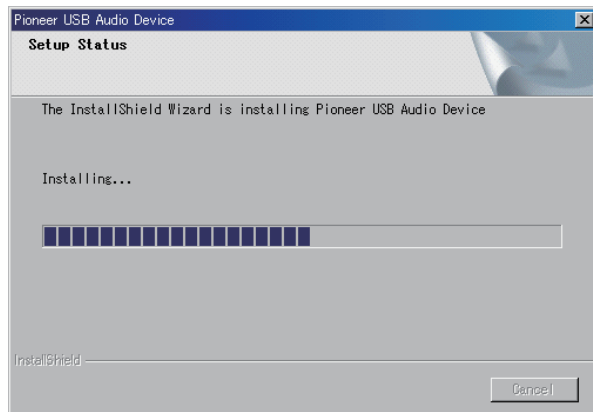 Pioneer USB Audio Device
Setup Status
The InstallShield Wizard is installing Pioneer USB Audio Device
Installing...
InstallShield
Cancel